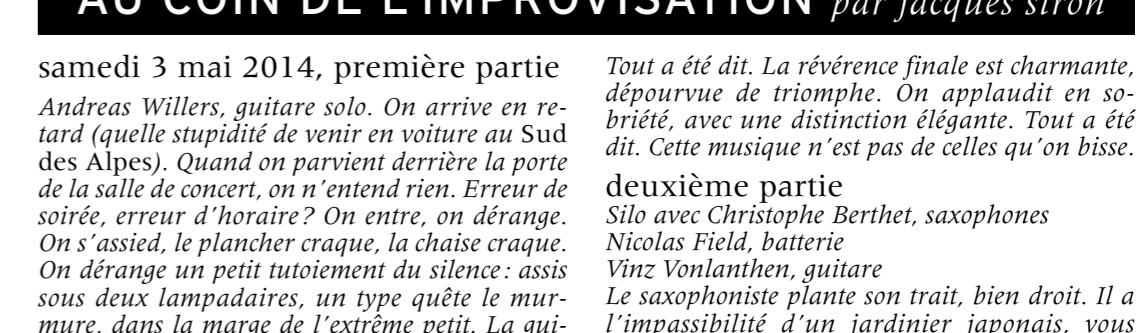 AU COIN DE L'IMPROVISATION par jacques siron
samedi 3 mai 2014, première partie
Andreas Willers, guitare solo. On arrive en re-
tard (quelle stupidité de venir en voiture au Sud
des Alpes). Quand on parvient derrière la porte
de la salle de concert, on n'entend rien. Erreur de
soirée, erreur d'horaire ? On entre, on dérange.
On s'assied, le plancher craque, la chaise craque.
On dérange un petit tutoiement du silence : assis
sous deux lampadaires, un type quête le mur-
mure, dans la marge de l'extrême petit. La gui-
Tout a été dit. La révérence finale est charmante,
dépourvue de triomphe. On applaudit en so-
briété, avec une distinction élégante. Tout a été
dit. Cette musique n'est pas de celles qu'on bisse.
deuxième partie
Silo avec Christophe Berthet, saxophones
Nicolas Field, batterie
Vinz Vonlanthen, guitare
Le saxophoniste plante son trait, bien droit. Il a
l'impassibilité d'un jardinier japonais, vous